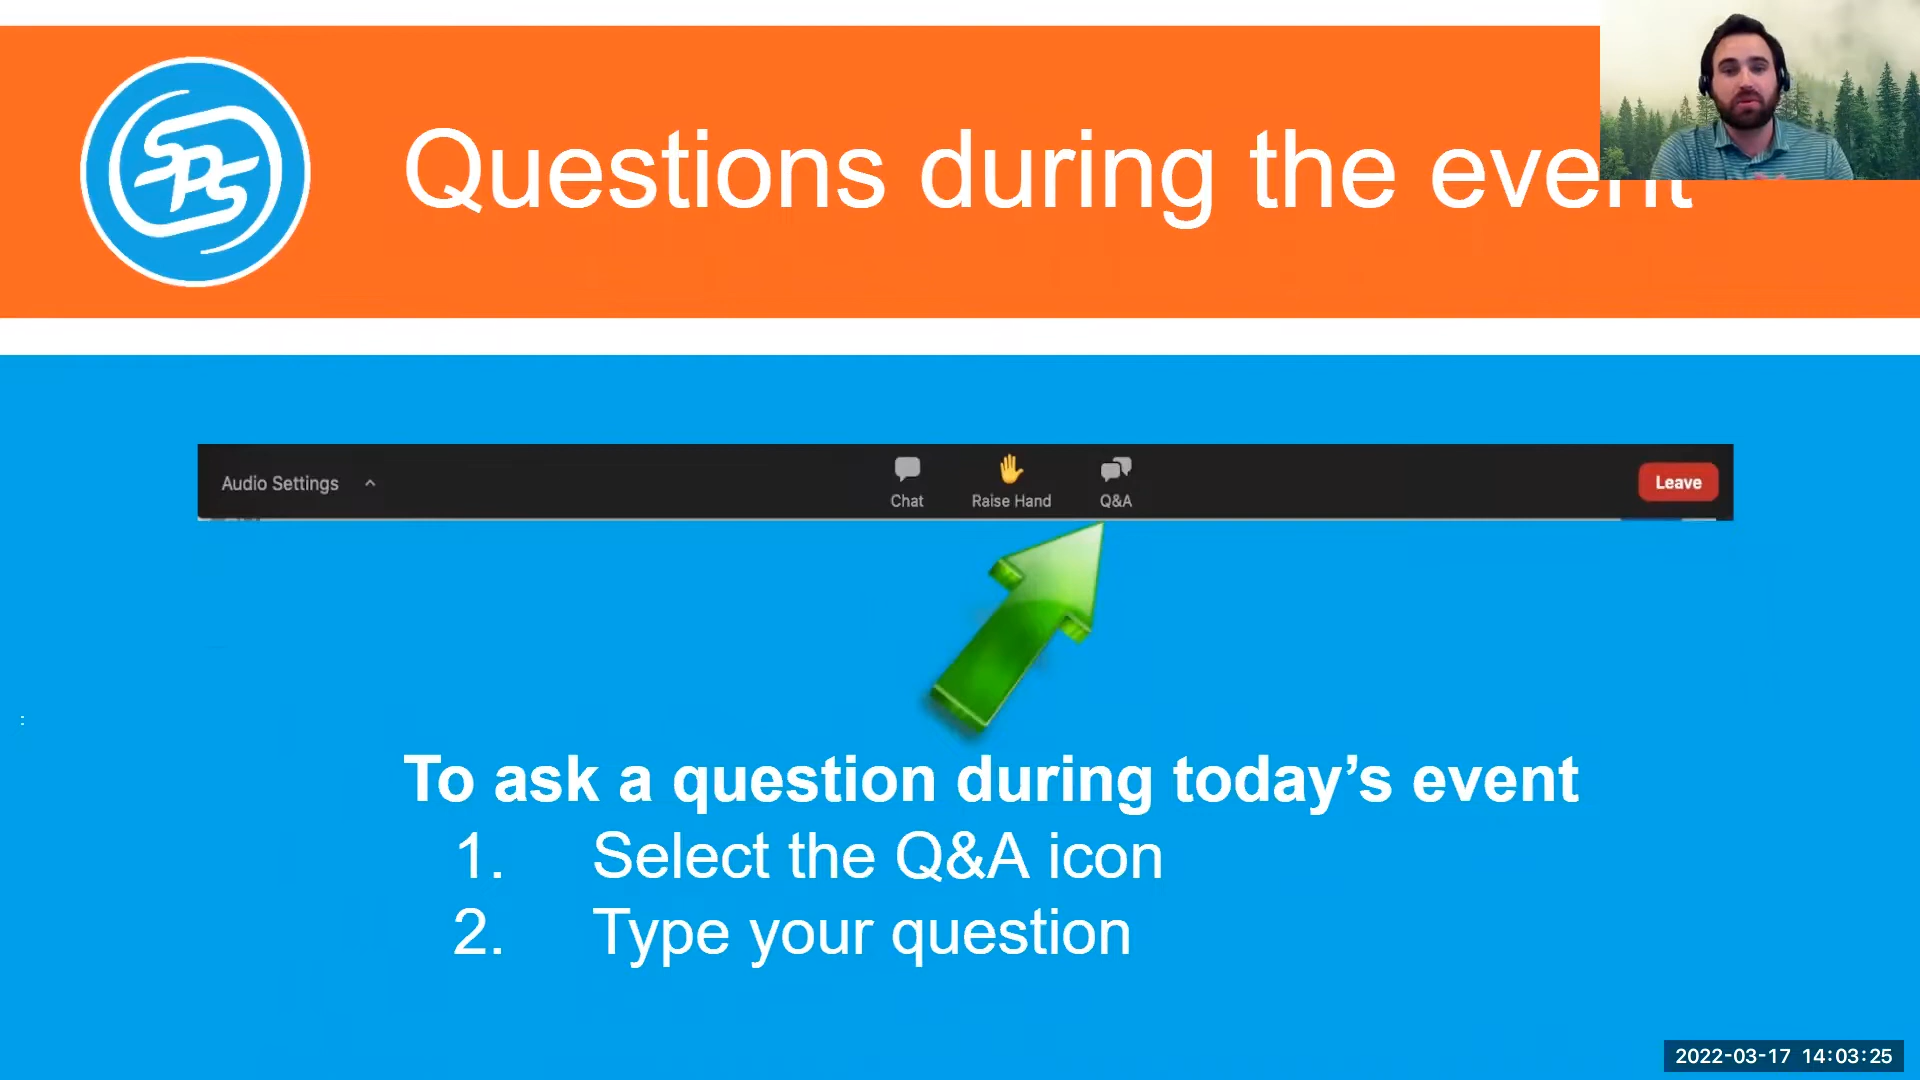 SPS
Questions during the event
Audio Settings
Chat
Raise Hand
Q&A
Leave
:
To ask a question during today’s event
1. Select the Q&A icon
2. Type your question
2022-03-17 14:03:25